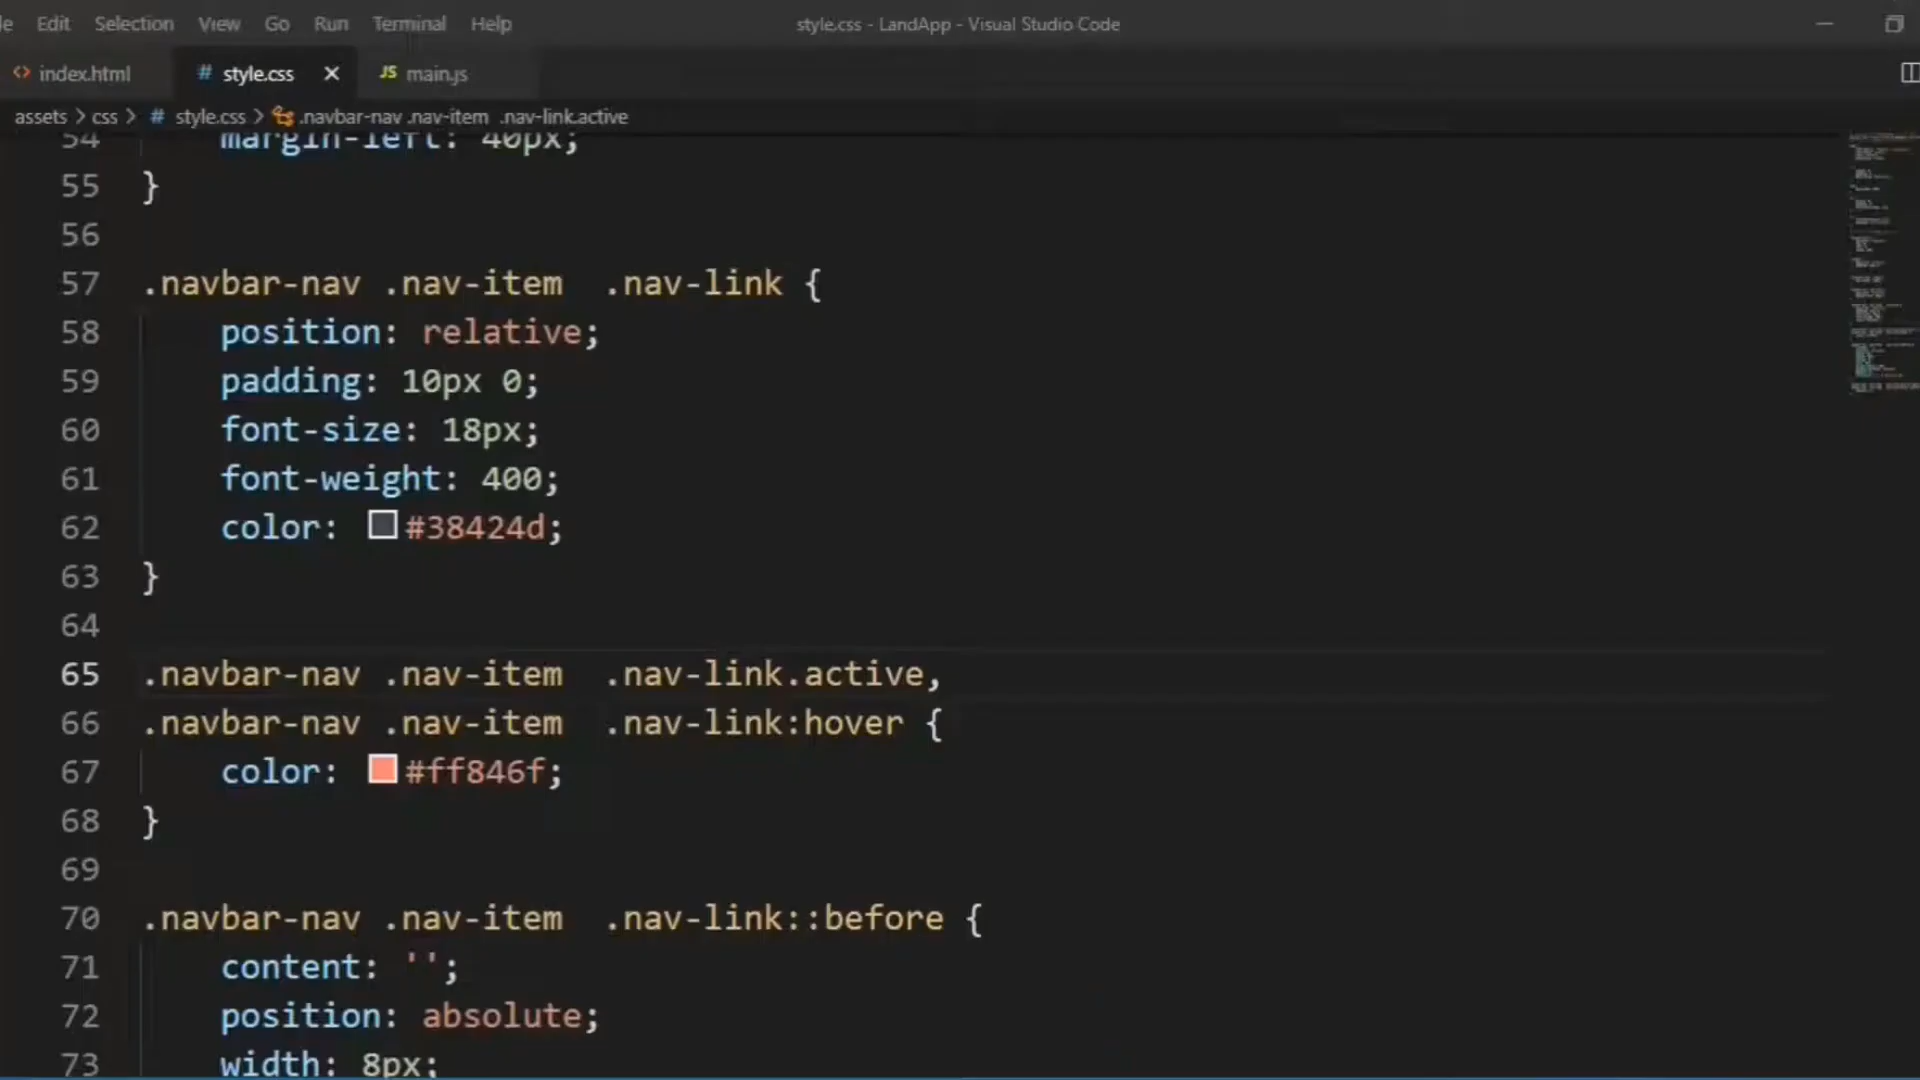 Edit Selection View Go Run Terminal Help style.css - LandApp - Visual Studio Code
<> index.html # style.css × JS main.js
assets > css > # style.css > .navbar-nav .nav-item .nav-link.active
54 margin-left: 40px;
55 }
56
57 .navbar-nav .nav-item  .nav-link {
58 position: relative;
59 padding: 10px 0;
60 font-size: 18px;
61 font-weight: 400;
62 color: #38424d;
63 }
64
65 .navbar-nav .nav-item  .nav-link.active,
66 .navbar-nav .nav-item  .nav-link:hover {
67 color: #ff846f;
68 }
69
70 .navbar-nav .nav-item  .nav-link::before {
71 content: '';
72 position: absolute;
73 width: 8px;